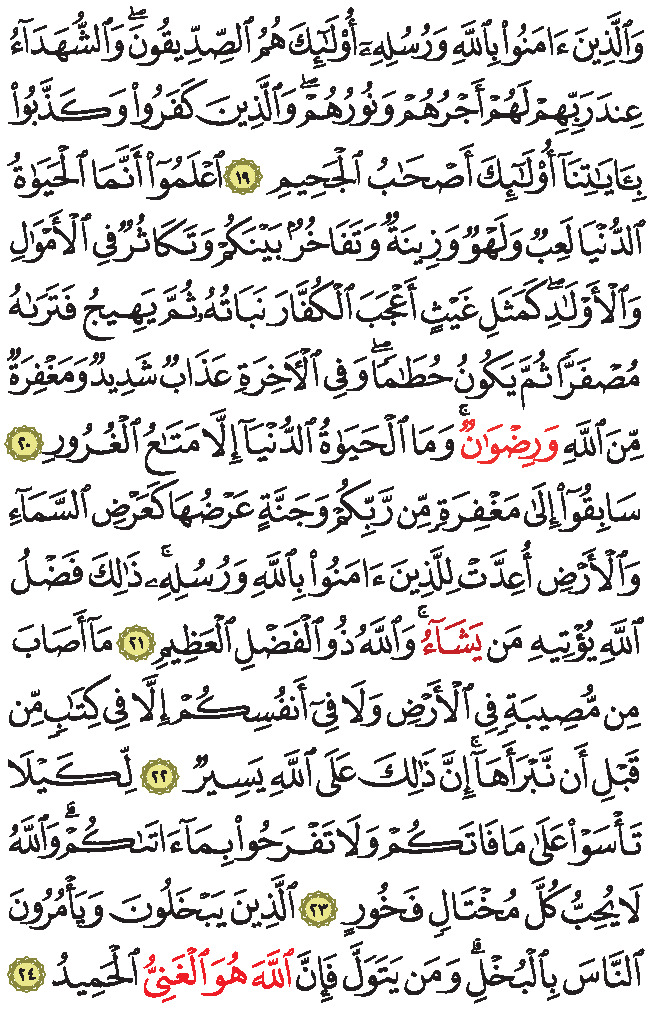 وَٱلَّذِينَ ءَامَنُوا۟ بِٱللَّهِ وَرُسُلِهِۦٓ أُو۟لَٰٓئِكَ هُمُ ٱلصِّدِّيقُونَ ۖ وَٱلشُّهَدَآءُ
عِندَ رَبِّهِمْ لَهُمْ أَجْرُهُمْ وَنُورُهُمْ ۖ وَٱلَّذِينَ كَفَرُوا۟ وَكَذَّبُوا۟
بِـَٔايَٰتِنَآ أُو۟لَٰٓئِكَ أَصْحَٰبُ ٱلْجَحِيمِ ١٩ ٱعْلَمُوٓا۟ أَنَّمَا ٱلْحَيَوٰةُ
ٱلدُّنْيَا لَعِبٌ وَلَهْوٌ وَزِينَةٌ وَتَفَاخُرٌۢ بَيْنَكُمْ وَتَكَاثُرٌ فِى ٱلْأَمْوَٰلِ
وَٱلْأَوْلَٰدِ ۖ كَمَثَلِ غَيْثٍ أَعْجَبَ ٱلْكُفَّارَ نَبَاتُهُۥ ثُمَّ يَهِيجُ فَتَرَىٰهُ
مُصْفَرًّا ثُمَّ يَكُونُ حُطَٰمًا ۖ وَفِى ٱلْـَٔاخِرَةِ عَذَابٌ شَدِيدٌ وَمَغْفِرَةٌ
مِّنَ ٱللَّهِ وَرِضْوَٰنٌ ۚ وَمَا ٱلْحَيَوٰةُ ٱلدُّنْيَآ إِلَّا مَتَٰعُ ٱلْغُرُورِ ٢٠
سَابِقُوٓا۟ إِلَىٰ مَغْفِرَةٍ مِّن رَّبِّكُمْ وَجَنَّةٍ عَرْضُهَا كَعَرْضِ ٱلسَّمَآءِ
وَٱلْأَرْضِ أُعِدَّتْ لِلَّذِينَ ءَامَنُوا۟ بِٱللَّهِ وَرُسُلِهِۦ ۚ ذَٰلِكَ فَضْلُ
ٱللَّهِ يُؤْتِيهِ مَن يَشَآءُ ۚ وَٱللَّهُ ذُو ٱلْفَضْلِ ٱلْعَظِيمِ ٢١ مَآ أَصَابَ
مِن مُّصِيبَةٍ فِى ٱلْأَرْضِ وَلَا فِىٓ أَنفُسِكُمْ إِلَّا فِى كِتَٰبٍ مِّن
قَبْلِ أَن نَّبْرَأَهَآ ۚ إِنَّ ذَٰلِكَ عَلَى ٱللَّهِ يَسِيرٌ ٢٢ لِّكَيْلَا
تَأْسَوْا۟ عَلَىٰ مَا فَاتَكُمْ وَلَا تَفْرَحُوا۟ بِمَآ ءَاتَىٰكُمْ ۗ وَٱللَّهُ
لَا يُحِبُّ كُلَّ مُخْتَالٍ فَخُورٍ ٢٣ ٱلَّذِينَ يَبْخَلُونَ وَيَأْمُرُونَ
ٱلنَّاسَ بِٱلْبُخْلِ ۗ وَمَن يَتَوَلَّ فَإِنَّ ٱللَّهَ هُوَ ٱلْغَنِىُّ ٱلْحَمِيدُ ٢٤